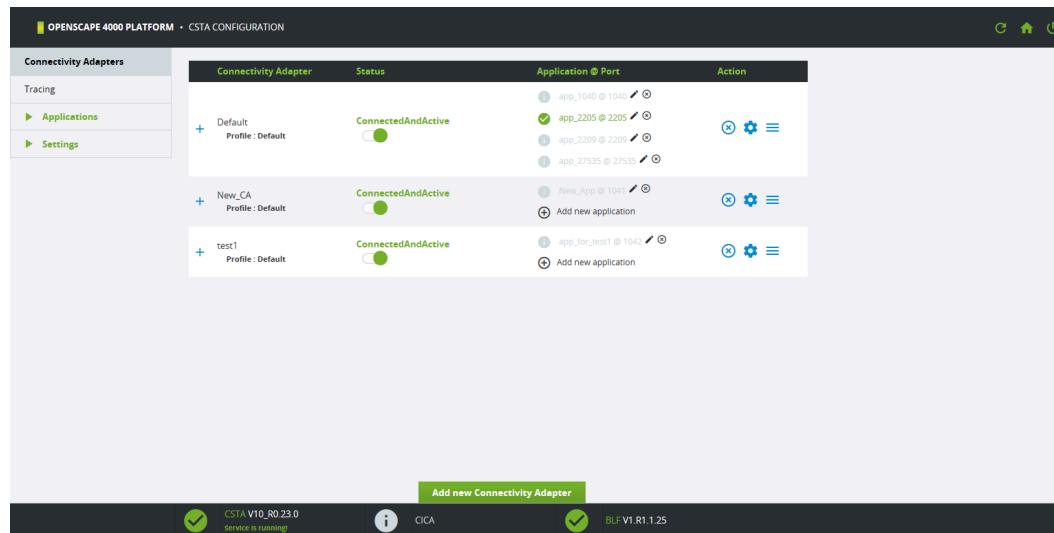 OPENSCAPE 4000 PLATFORM • CSTA CONFIGURATION
Connectivity Adapters
Tracing
Applications
Settings
Connectivity Adapter Status Application @ Port Action
Default
Profile : Default
ConnectedAndActive
app_1040 @ 1040
app_2205 @ 2205
app_2209 @ 2209
app_27535 @ 27535
New_CA
Profile : Default
ConnectedAndActive
New_App @ 1041
Add new application
test1
Profile : Default
ConnectedAndActive
app_for_test1 @ 1042
Add new application
Add new Connectivity Adapter
CSTA V10_R0.23.0
Service is running!
CICA
BLF V1.R1.1.25